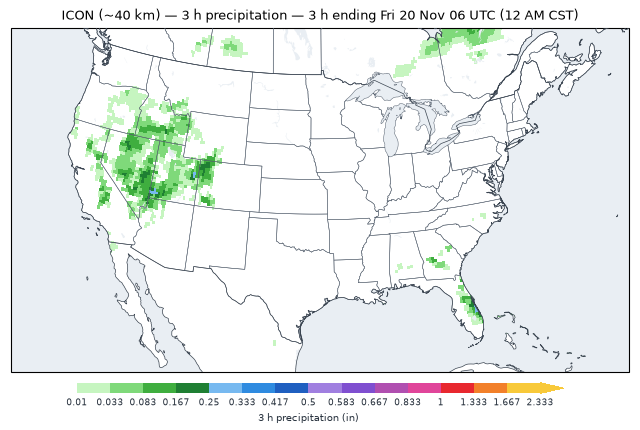 ICON (~40 km) — 3 h precipitation — 3 h ending Fri 20 Nov 06 UTC (12 AM CST)
0.01 0.033 0.083 0.167 0.25 0.333 0.417 0.5 0.583 0.667 0.833 1 1.333 1.667 2.333
3 h precipitation (in)